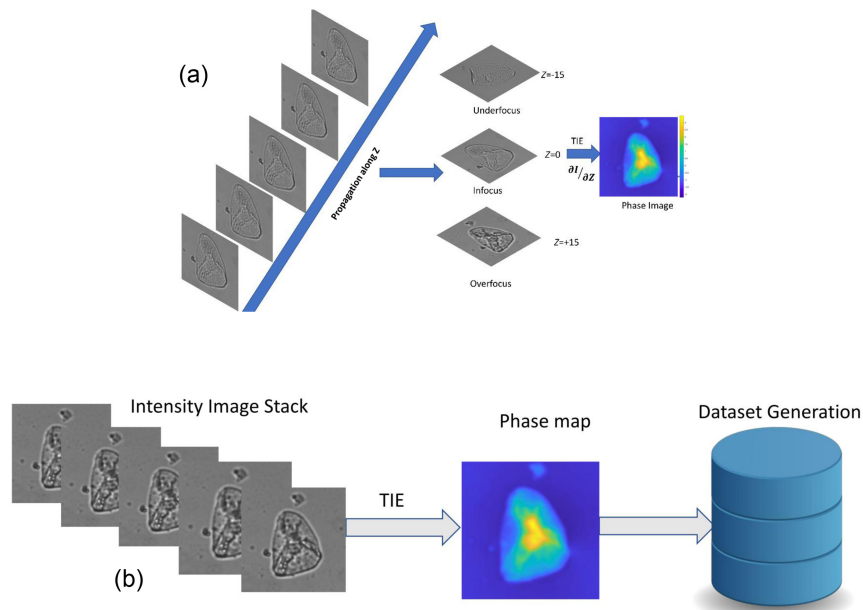 (a)
Propagation along Z
Z=-15
Underfocus
Z=0
Infocus
Z=+15
Overfocus
TIE
∂I/∂Z
Phase Image
Intensity Image Stack
Phase map
Dataset Generation
TIE
(b)